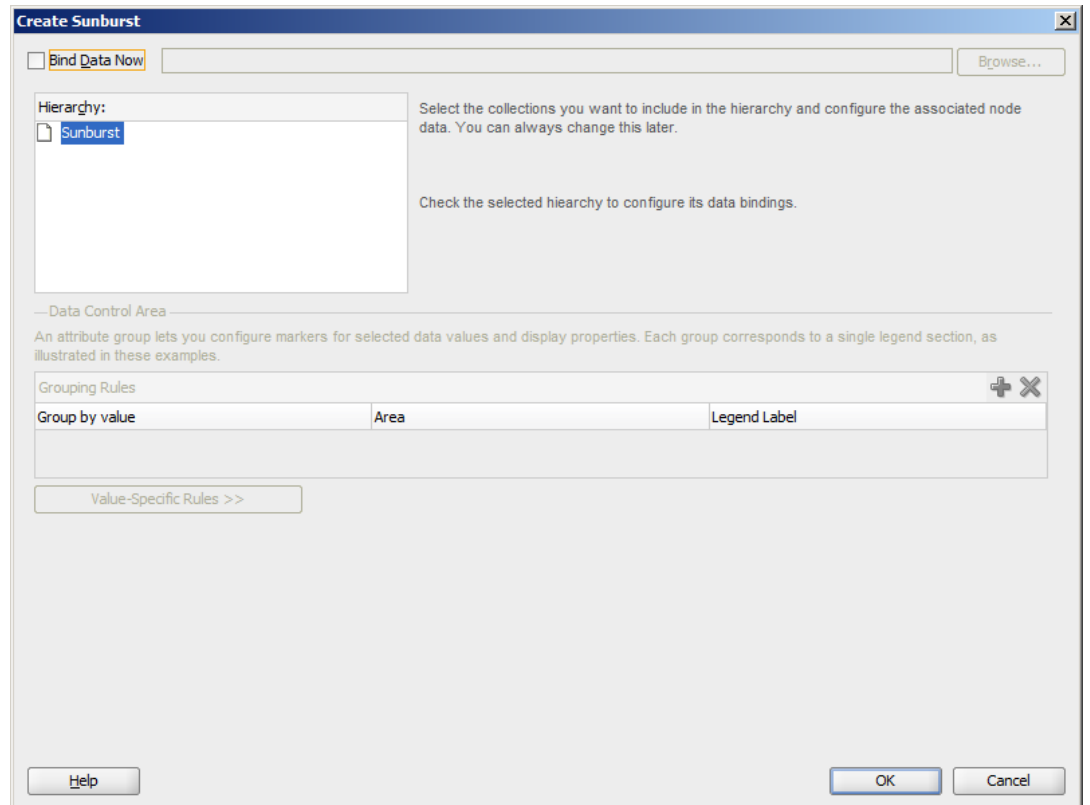 Create Sunburst
Bind Data Now
Browse...
Hierarchy:
Sunburst
Select the collections you want to include in the hierarchy and configure the associated node
data. You can always change this later.
Check the selected hiearchy to configure its data bindings.
Data Control Area
An attribute group lets you configure markers for selected data values and display properties. Each group corresponds to a single legend section, as
illustrated in these examples.
Grouping Rules
Group by value Area Legend Label
Value-Specific Rules >>
Help OK Cancel